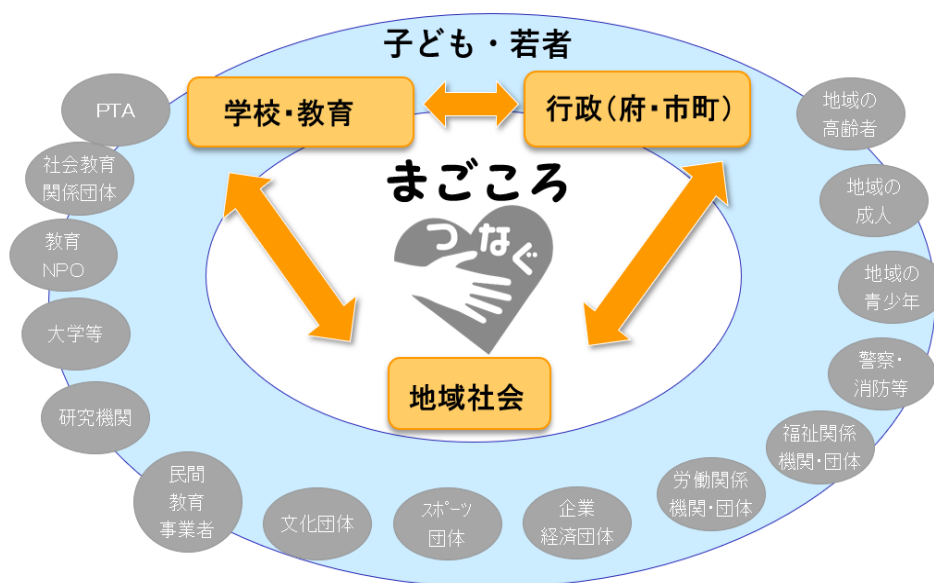 子ども・若者
学校・教育
行政(府・市町)
まごころ
つなぐ
地域社会
PTA
社会教育
関係団体
教育
NPO
大学等
研究機関
民間
教育
事業者
文化団体
スポーツ
団体
企業
経済団体
労働関係
機関・団体
福祉関係
機関・団体
警察・
消防等
地域の
青少年
地域の
成人
地域の
高齢者